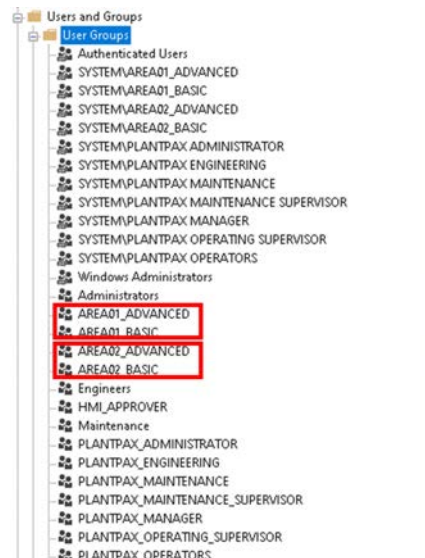 Users and Groups
User Groups
Authenticated Users
SYSTEM\AREA01_ADVANCED
SYSTEM\AREA01_BASIC
SYSTEM\AREA02_ADVANCED
SYSTEM\AREA02_BASIC
SYSTEM\PLANTPAX ADMINISTRATOR
SYSTEM\PLANTPAX ENGINEERING
SYSTEM\PLANTPAX MAINTENANCE
SYSTEM\PLANTPAX MAINTENANCE SUPERVISOR
SYSTEM\PLANTPAX MANAGER
SYSTEM\PLANTPAX OPERATING SUPERVISOR
SYSTEM\PLANTPAX OPERATORS
Windows Administrators
Administrators
AREA01_ADVANCED
AREA01_BASIC
AREA02_ADVANCED
AREA02_BASIC
Engineers
HMI_APPROVER
Maintenance
PLANTPAX_ADMINISTRATOR
PLANTPAX_ENGINEERING
PLANTPAX_MAINTENANCE
PLANTPAX_MAINTENANCE_SUPERVISOR
PLANTPAX_MANAGER
PLANTPAX_OPERATING_SUPERVISOR
PLANTPAX_OPERATORS